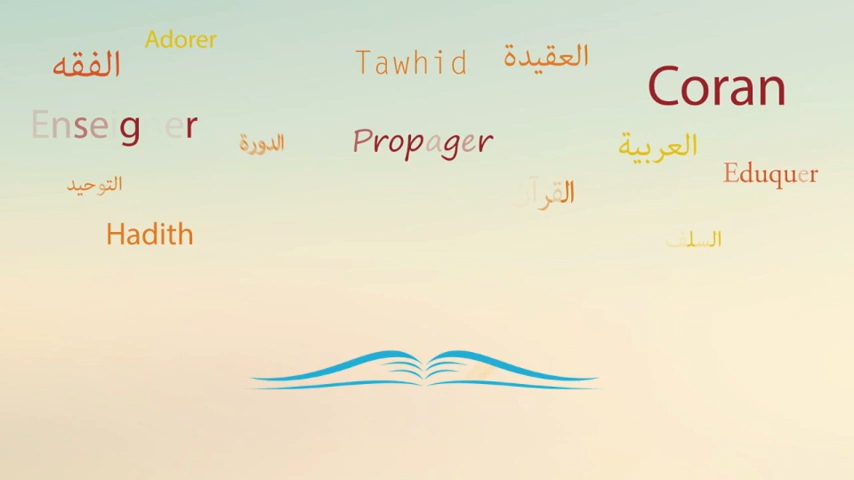 Adorer
الفقه
Tawhid
العقيدة
Coran
Enseigner
الدورة
Propager
العربية
Eduquer
التوحيد
القرآن
Hadith
السلف